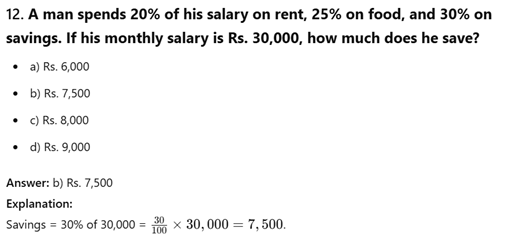 12. A man spends 20% of his salary on rent, 25% on food, and 30% on
savings. If his monthly salary is Rs. 30,000, how much does he save?
• a) Rs. 6,000
• b) Rs. 7,500
• c) Rs. 8,000
• d) Rs. 9,000
Answer: b) Rs. 7,500
Explanation:
Savings = 30% of 30,000 = 30/100 × 30,000 = 7,500.